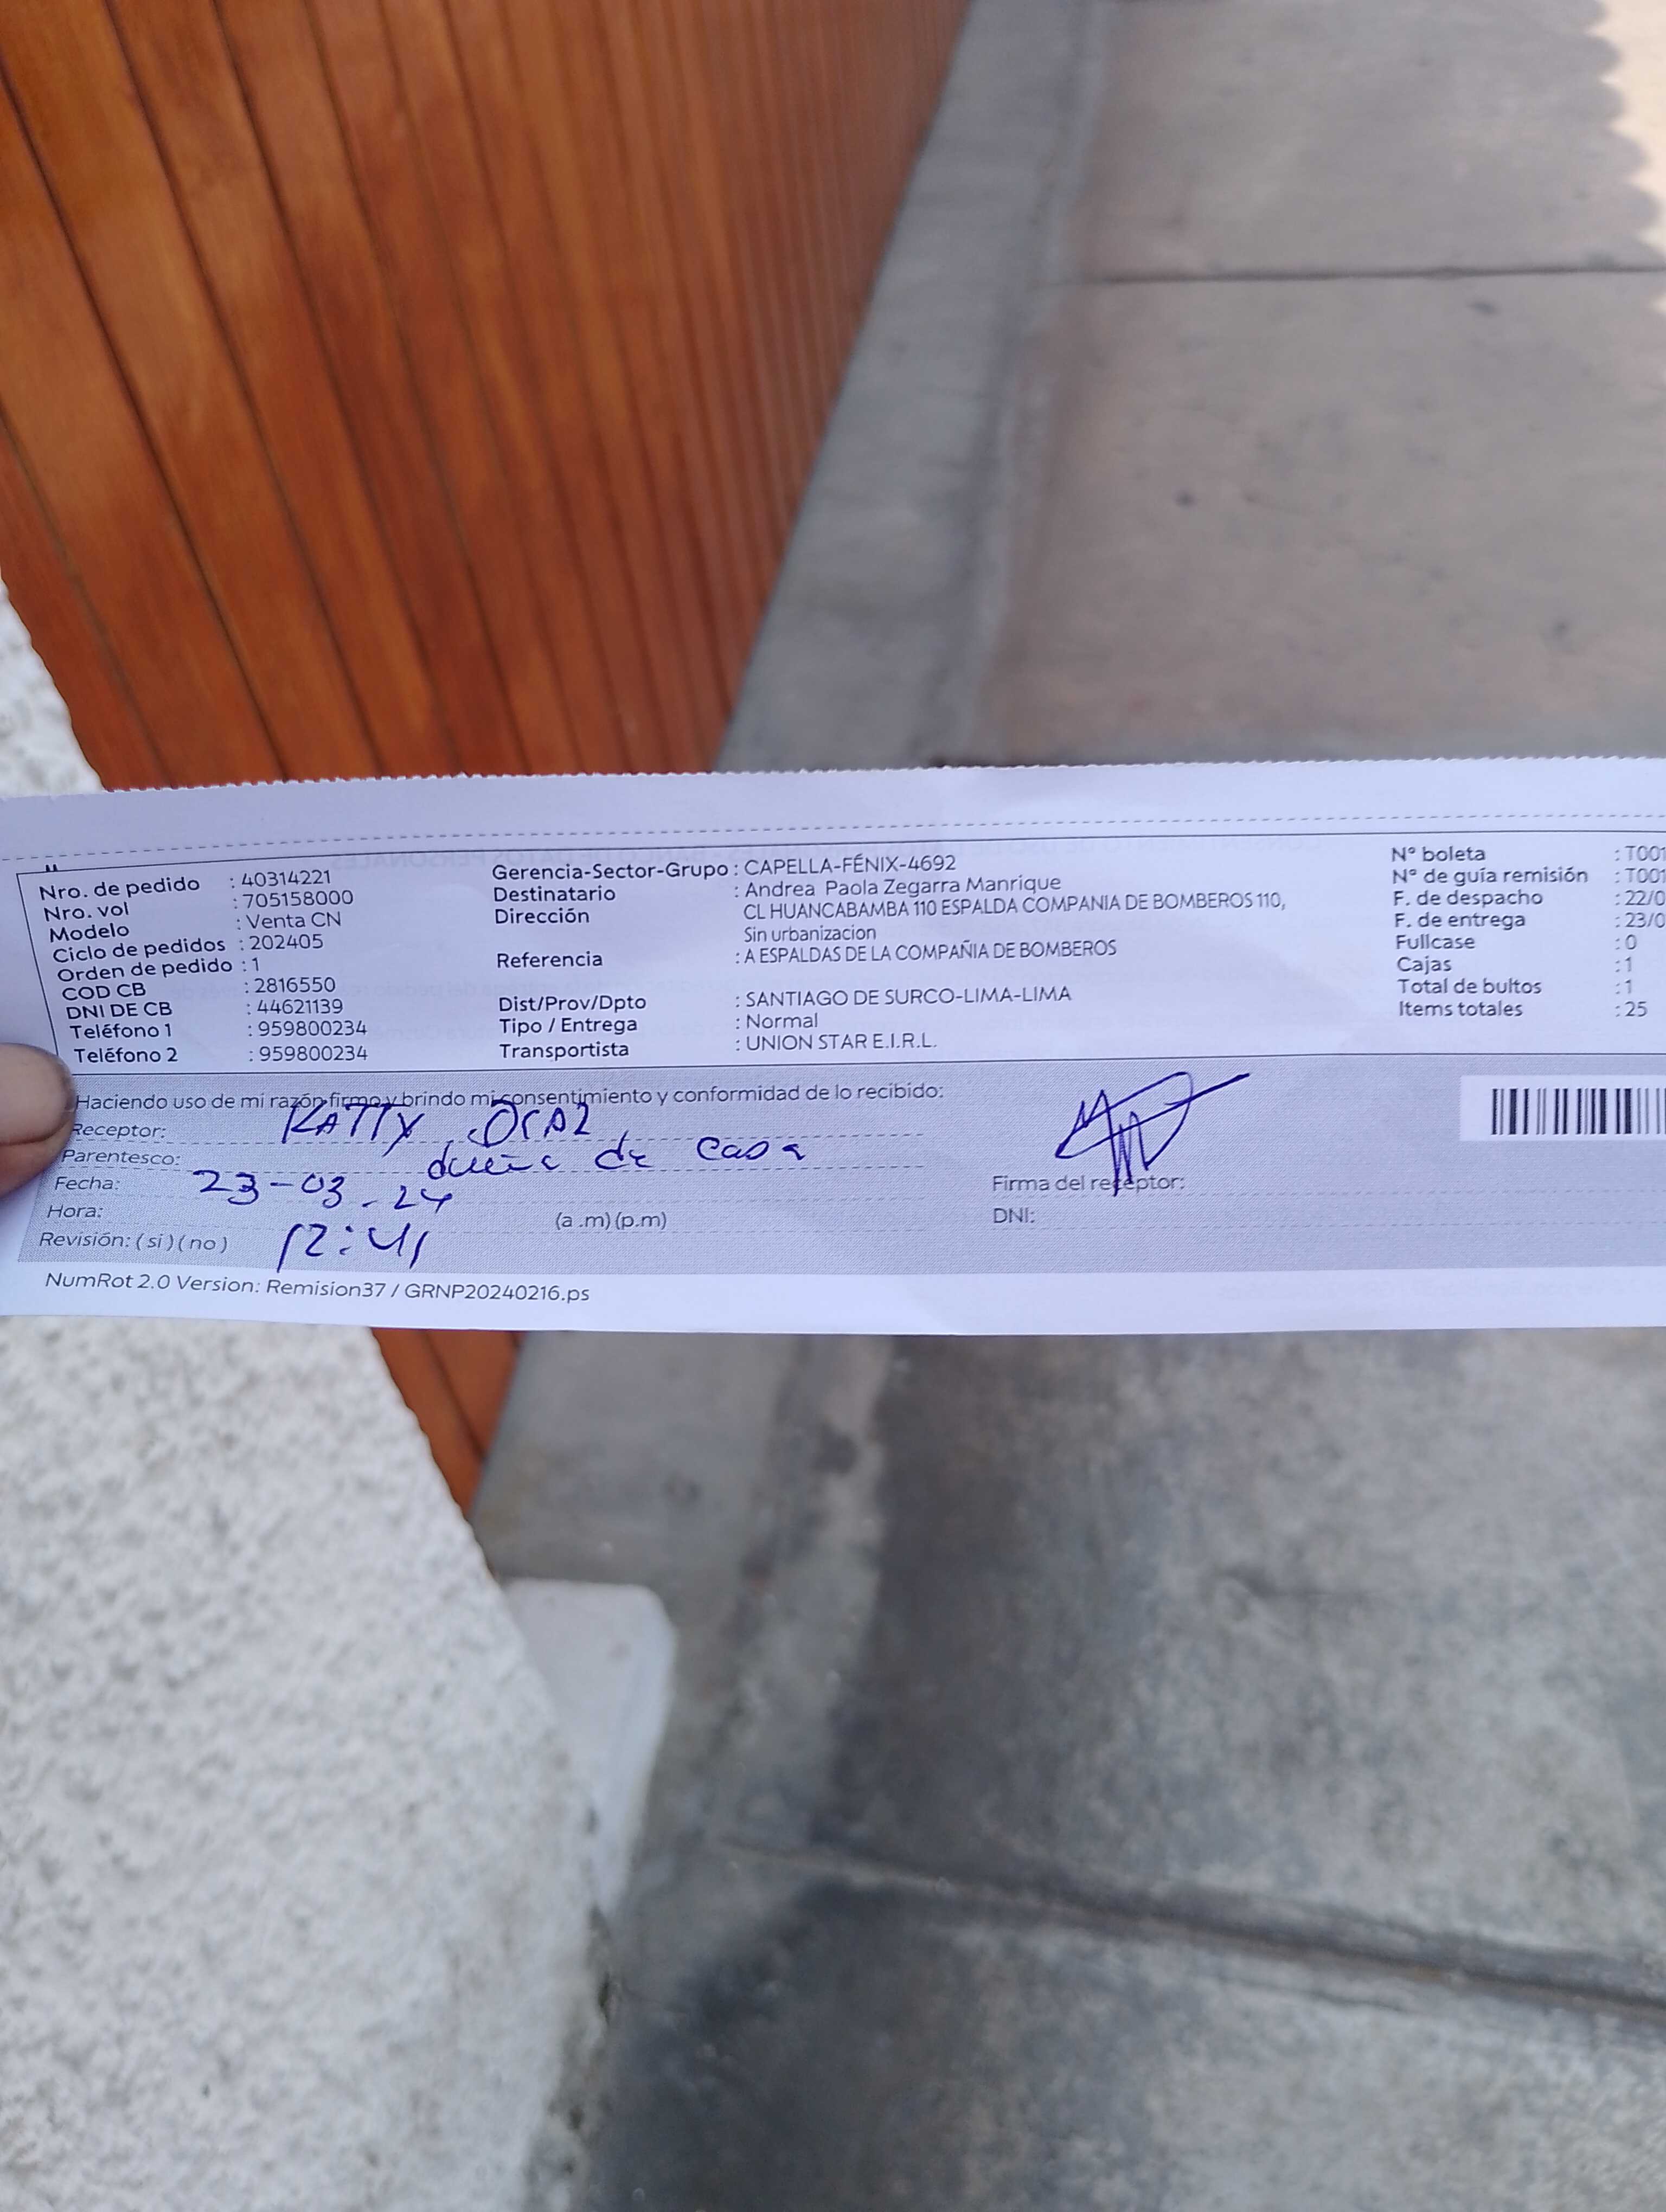 Nro. de pedido : 40314221
Nro. vol : 705158000
Modelo : Venta CN
Ciclo de pedidos : 202405
Orden de pedido : 1
COD CB : 2816550
DNI DE CB : 44621139
Teléfono 1 : 959800234
Teléfono 2 : 959800234
Gerencia-Sector-Grupo : CAPELLA-FÉNIX-4692
Destinatario : Andrea Paola Zegarra Manrique
Dirección CL HUANCABAMBA 110 ESPALDA COMPANIA DE BOMBEROS 110,
Sin urbanizacion
Referencia : A ESPALDAS DE LA COMPAÑIA DE BOMBEROS
Dist/Prov/Dpto : SANTIAGO DE SURCO-LIMA-LIMA
Tipo / Entrega : Normal
Transportista : UNION STAR E.I.R.L.
N° boleta : T001
N° de guía remisión : T001
F. de despacho : 22/0
F. de entrega : 23/0
Fullcase : 0
Cajas : 1
Total de bultos : 1
Items totales : 25
Haciendo uso de mi razón firmo y brindo mi consentimiento y conformidad de lo recibido:
Receptor: KATTY
Parentesco: dueña de casa
Fecha: 23-03-24
Hora: 12:41 (a .m) (p.m)
Revisión: ( si ) ( no )
Firma del receptor:
DNI:
NumRot 2.0 Version: Remision37 / GRNP20240216.ps